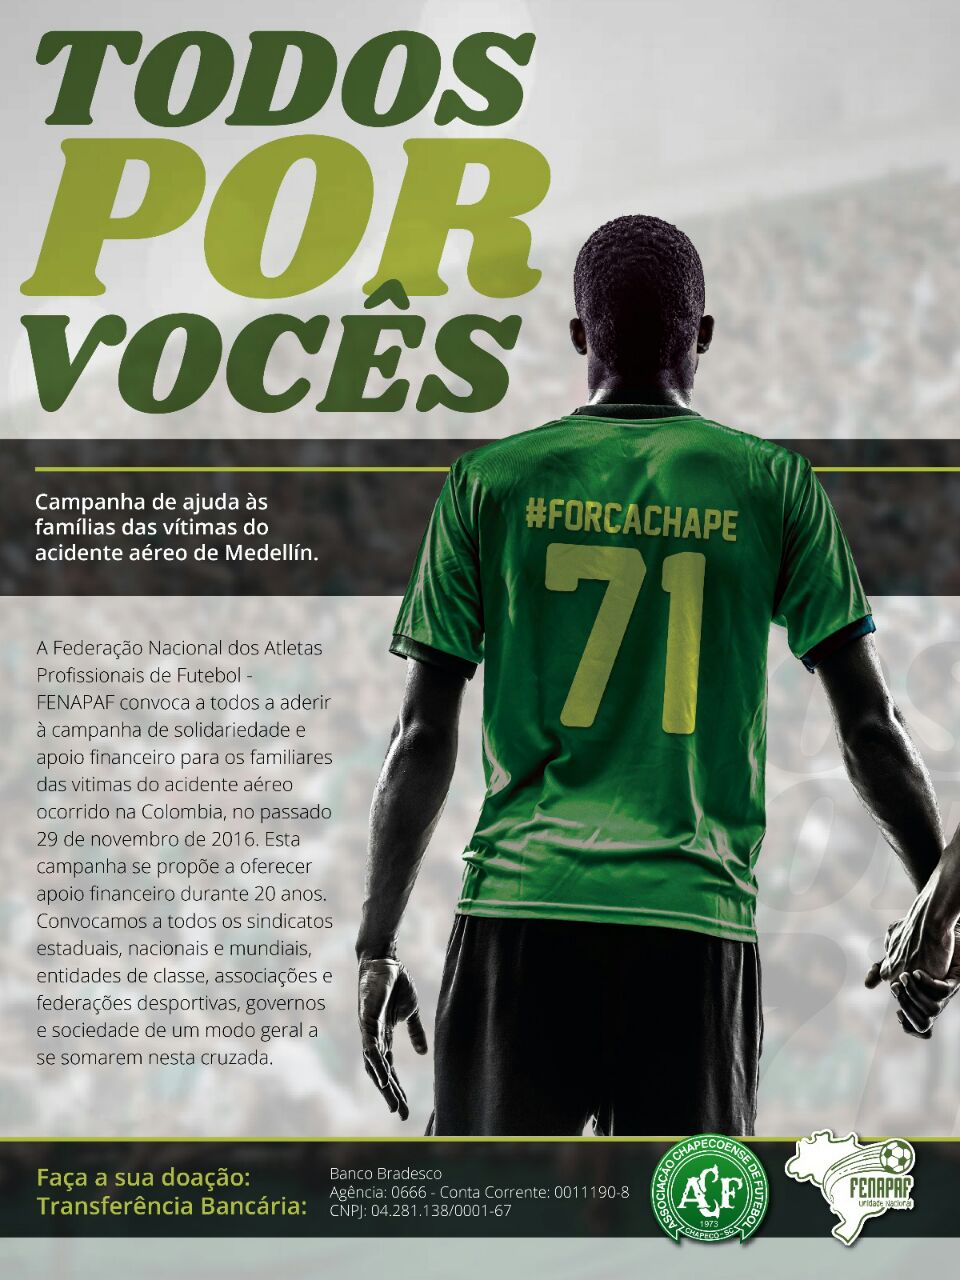 TODOS
POR
VOCÊS
Campanha de ajuda às
famílias das vítimas do
acidente aéreo de Medellín.
#FORCACHAPE
71
A Federação Nacional dos Atletas
Profissionais de Futebol -
FENAPAF convoca a todos a aderir
à campanha de solidariedade e
apoio financeiro para os familiares
das vitimas do acidente aéreo
ocorrido na Colombia, no passado
29 de novembro de 2016. Esta
campanha se propõe a oferecer
apoio financeiro durante 20 anos.
Convocamos a todos os sindicatos
estaduais, nacionais e mundiais,
entidades de classe, associações e
federações desportivas, governos
e sociedade de um modo geral a
se somarem nesta cruzada.
Faça a sua doação:
Transferência Bancária:
Banco Bradesco
Agência: 0666 - Conta Corrente: 0011190-8
CNPJ: 04.281.138/0001-67
ASSOCIAÇÃO CHAPECOENSE DE FUTEBOL
ACF
1973
CHAPECÓ - SC
FENAPAF
Unidade Nacional